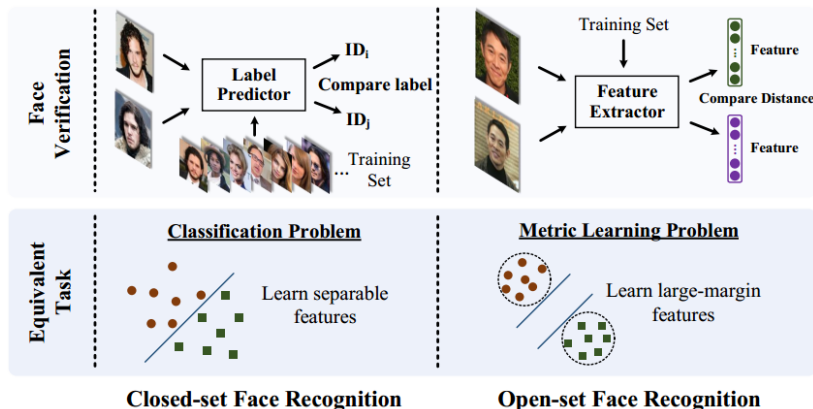 Face
Verification
Label
Predictor
ID_i
Compare label
ID_j
... Training
Set
Training Set
Feature
Extractor
Feature
Compare Distance
Feature
Equivalent
Task
Classification Problem
Learn separable
features
Metric Learning Problem
Learn large-margin
features
Closed-set Face Recognition
Open-set Face Recognition